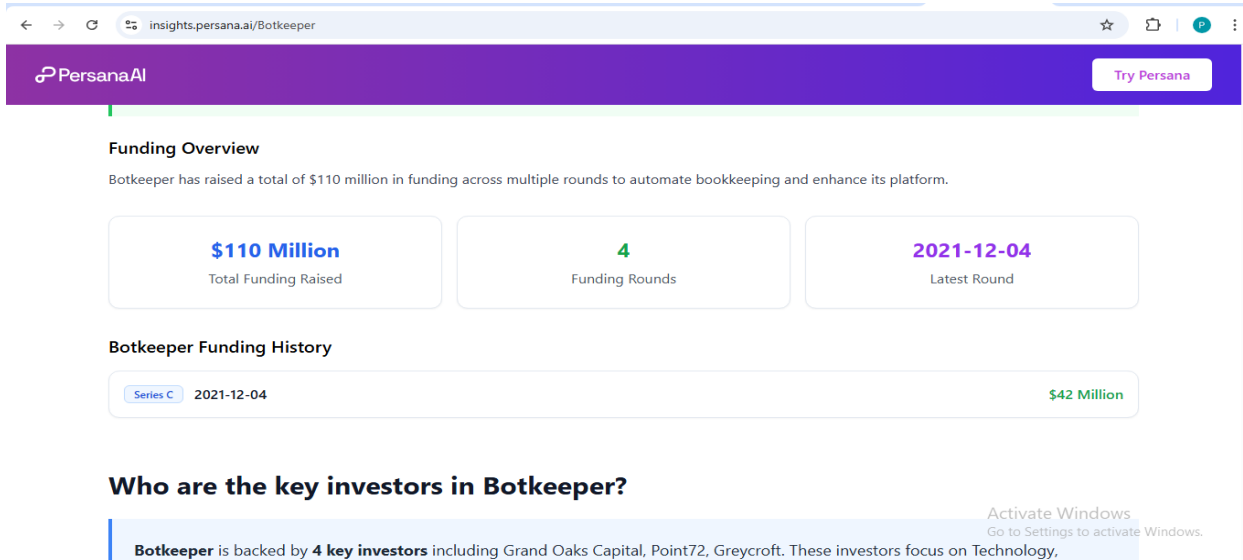 insights.persana.ai/Botkeeper
P
PersanaAI
Try Persana
Funding Overview
Botkeeper has raised a total of $110 million in funding across multiple rounds to automate bookkeeping and enhance its platform.
$110 Million
Total Funding Raised
4
Funding Rounds
2021-12-04
Latest Round
Botkeeper Funding History
Series C 2021-12-04 $42 Million
Who are the key investors in Botkeeper?
Activate Windows
Go to Settings to activate Windows.
Botkeeper is backed by 4 key investors including Grand Oaks Capital, Point72, Greycroft. These investors focus on Technology,